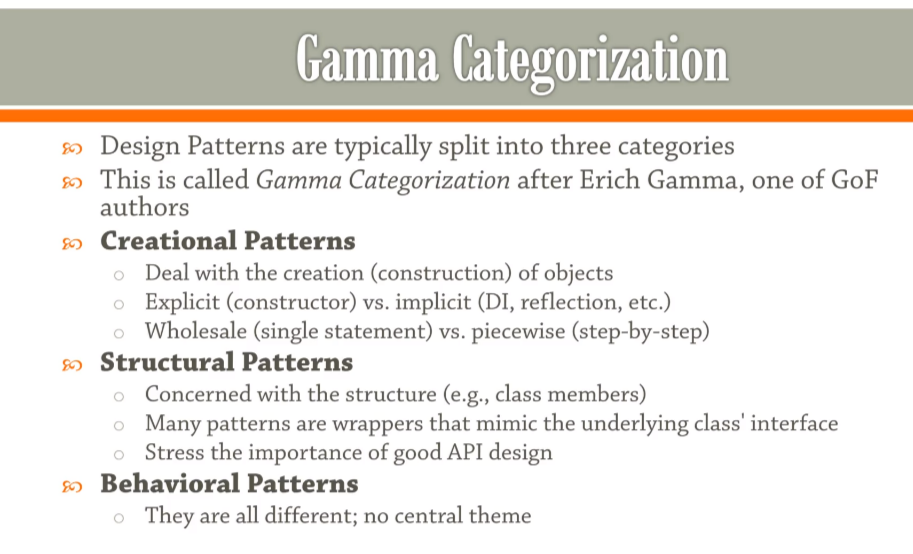 Gamma Categorization
Design Patterns are typically split into three categories
This is called Gamma Categorization after Erich Gamma, one of GoF
authors
Creational Patterns
Deal with the creation (construction) of objects
Explicit (constructor) vs. implicit (DI, reflection, etc.)
Wholesale (single statement) vs. piecewise (step-by-step)
Structural Patterns
Concerned with the structure (e.g., class members)
Many patterns are wrappers that mimic the underlying class' interface
Stress the importance of good API design
Behavioral Patterns
They are all different; no central theme